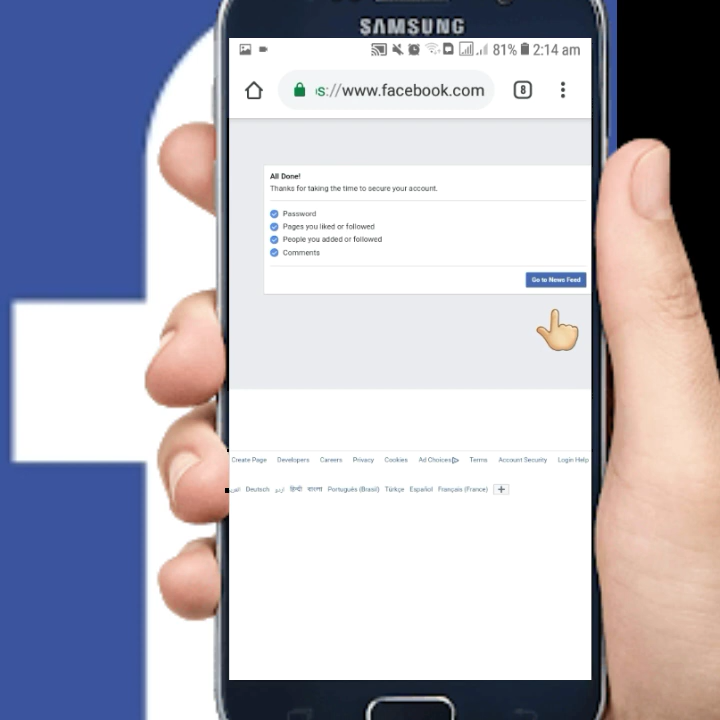 SAMSUNG
81% 2:14 am
s://www.facebook.com 8
All Done!
Thanks for taking the time to secure your account.
Password
Pages you liked or followed
People you added or followed
Comments
Go to News Feed
Create Page Developers Careers Privacy Cookies Ad Choices Terms Account Security Login Help
Deutsch اردو हिन्दी বাংলা Português (Brasil) Türkçe Español Français (France) +